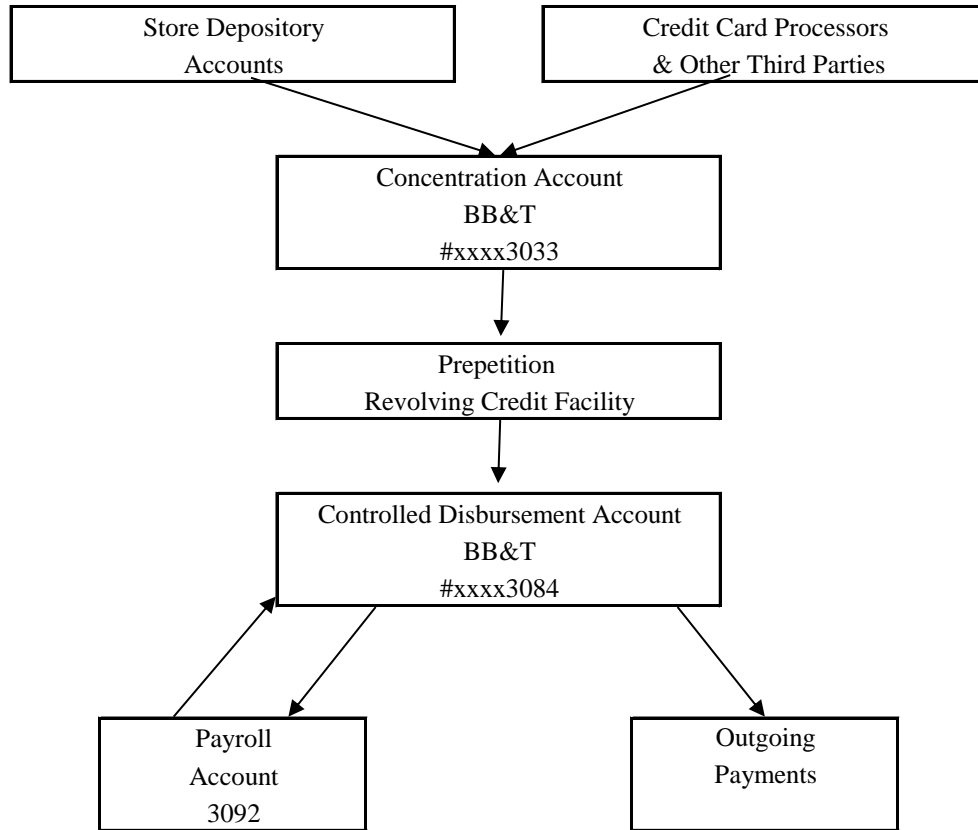 Store Depository
Accounts
Credit Card Processors
& Other Third Parties
Concentration Account
BB&T
#xxxx3033
Prepetition
Revolving Credit Facility
Controlled Disbursement Account
BB&T
#xxxx3084
Payroll
Account
3092
Outgoing
Payments